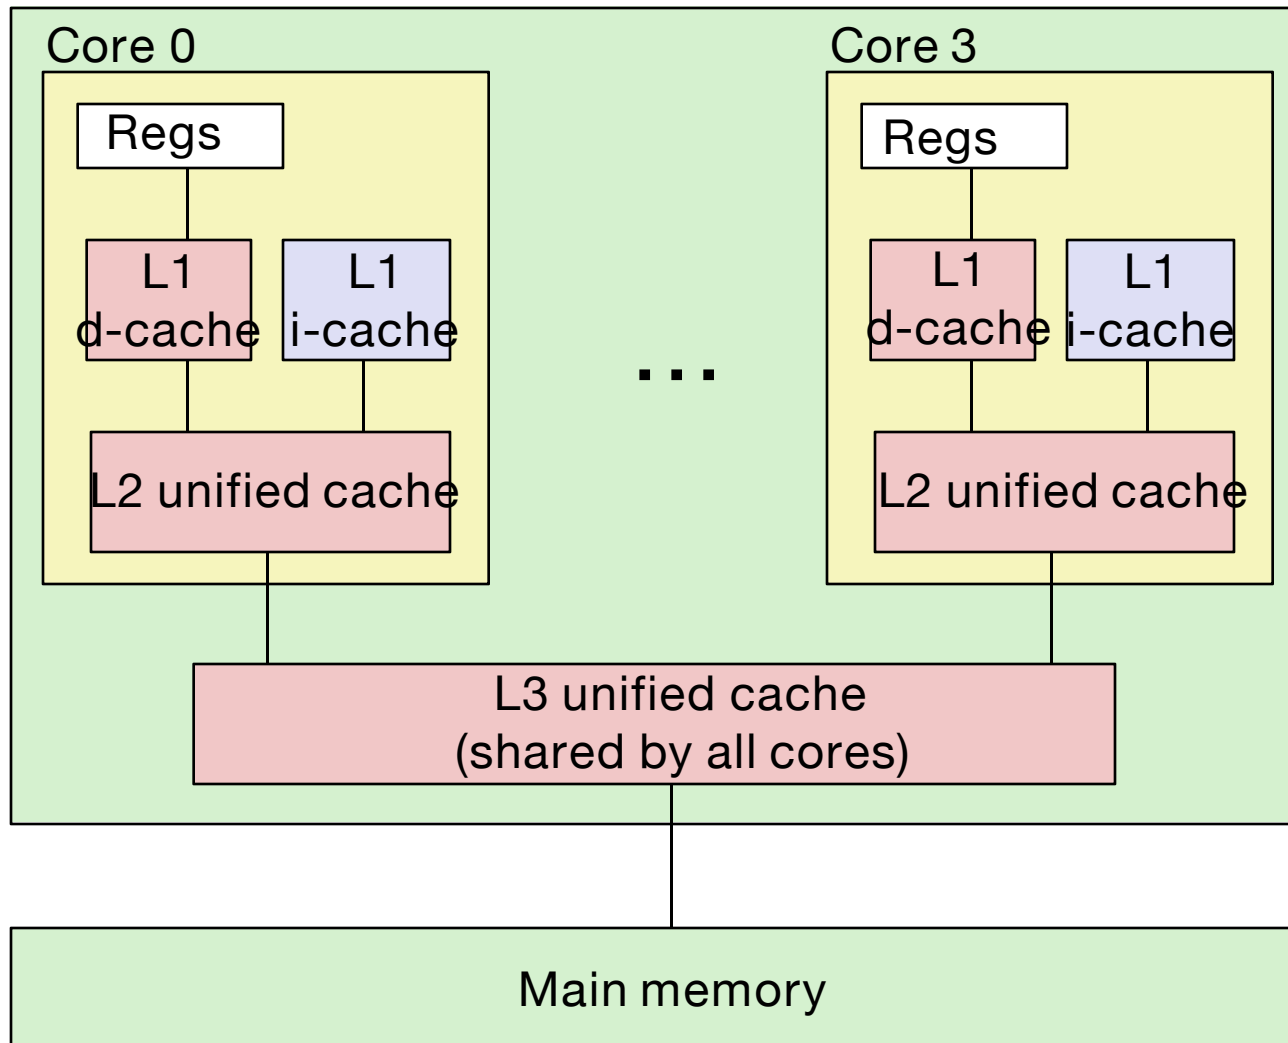 Core 0
Regs
L1
d-cache
L1
i-cache
L2 unified cache
...
Core 3
Regs
L1
d-cache
L1
i-cache
L2 unified cache
L3 unified cache
(shared by all cores)
Main memory